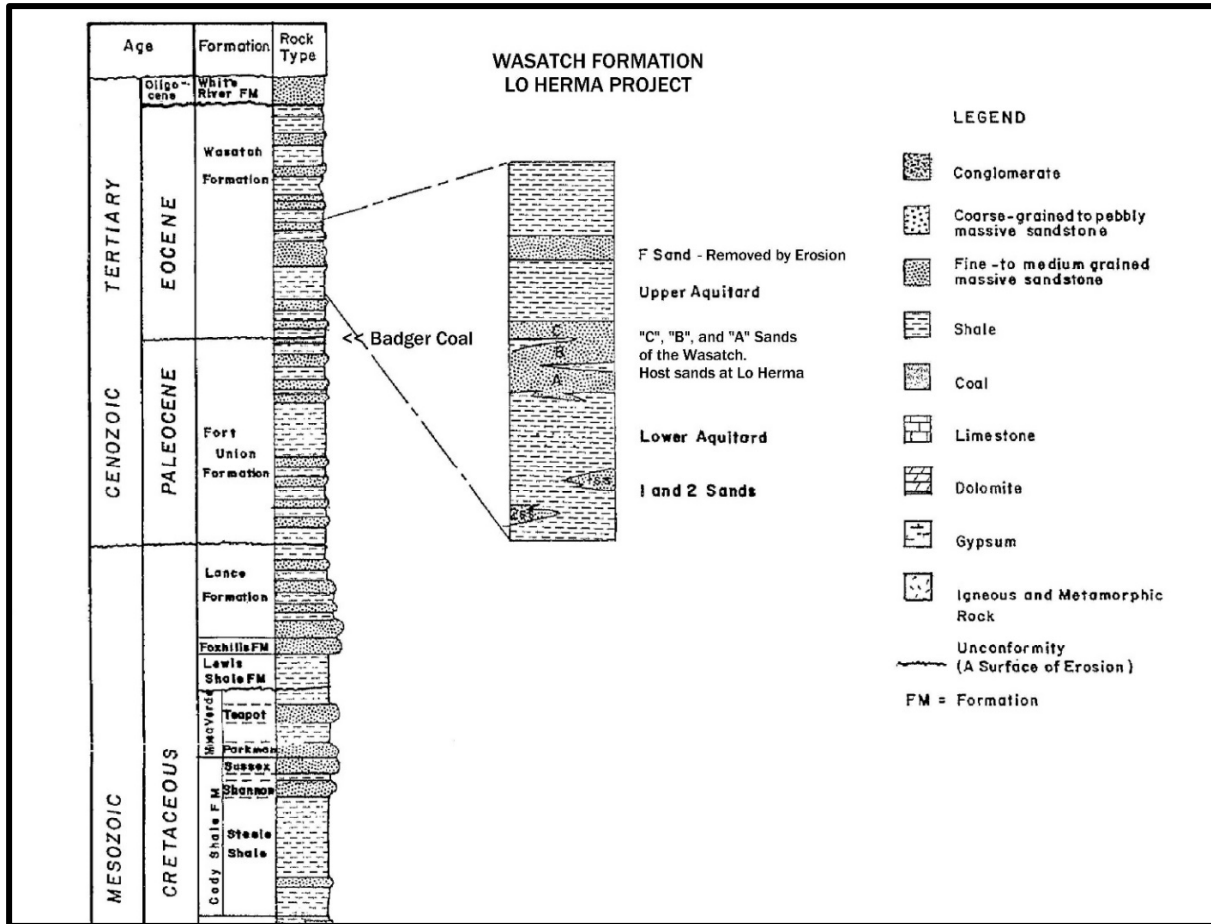 Age
Formation
Rock
Type
WASATCH FORMATION
LO HERMA PROJECT
CENOZOIC
MESOZOIC
TERTIARY
CRETACEOUS
Oligo-
cene
EOCENE
PALEOCENE
White
River FM
Wasatch
Formation
Fort
Union
Formation
Lance
Formation
Foxhills FM
Lewis
Shale FM
Teapot
Parkman
Cody Shale FM
Sussex
Shannon
Steele
Shale
<< Badger Coal
C
B
A
F Sand - Removed by Erosion
Upper Aquitard
"C", "B", and "A" Sands
of the Wasatch.
Host sands at Lo Herma
Lower Aquitard
1 and 2 Sands
LEGEND
Conglomerate
Coarse-grained to pebbly
massive sandstone
Fine-to medium grained
massive sandstone
Shale
Coal
Limestone
Dolomite
Gypsum
Igneous and Metamorphic
Rock
Unconformity
(A Surface of Erosion)
FM = Formation